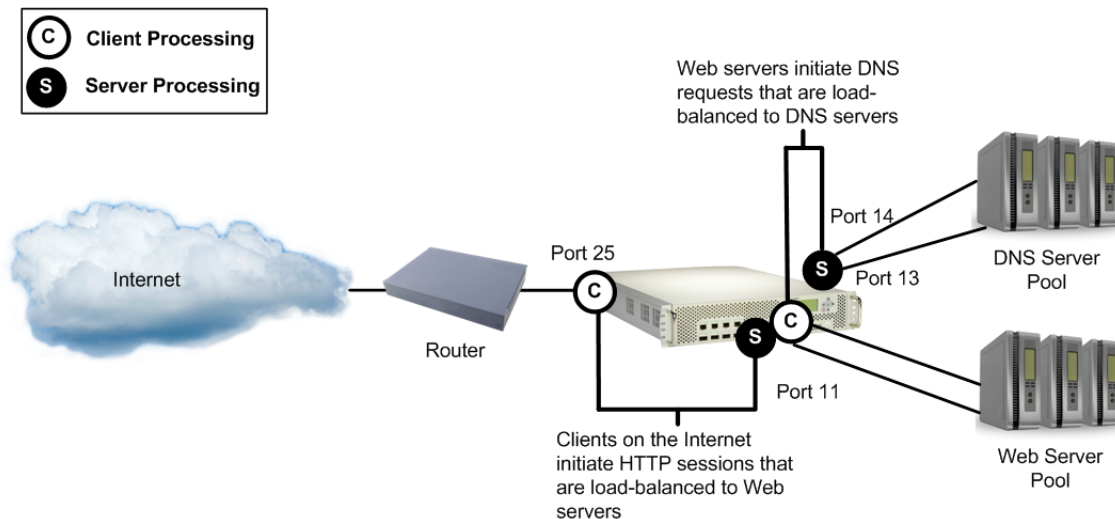 C Client Processing
S Server Processing
Web servers initiate DNS
requests that are load-
balanced to DNS servers
Port 14
Port 25
S
Port 13
DNS Server
Pool
Internet
C
C
S
Router
Port 11
Clients on the Internet
initiate HTTP sessions that
are load-balanced to Web
servers
Web Server
Pool